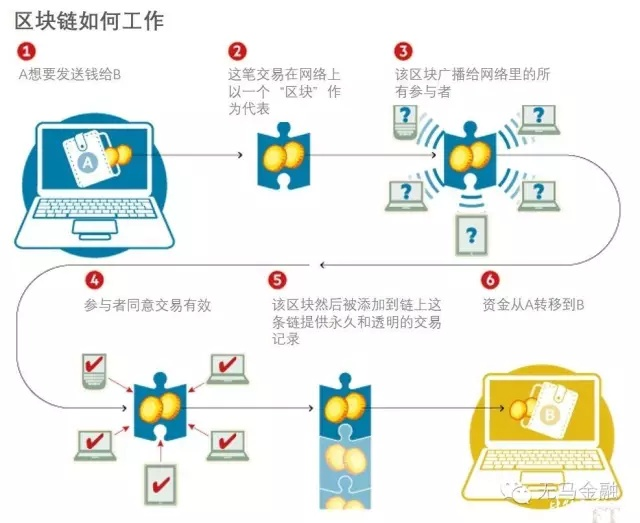 区块链如何工作
1
A想要发送钱给B
2
这笔交易在网络上
以一个“区块”作
为代表
3
该区块广播给网络里的所
有参与者
A
?
?
?
?
?
4
参与者同意交易有效
5
该区块然后被添加到链上这
条链提供永久和透明的交易
记录
6
资金从A转移到B
B
无马金融
FT